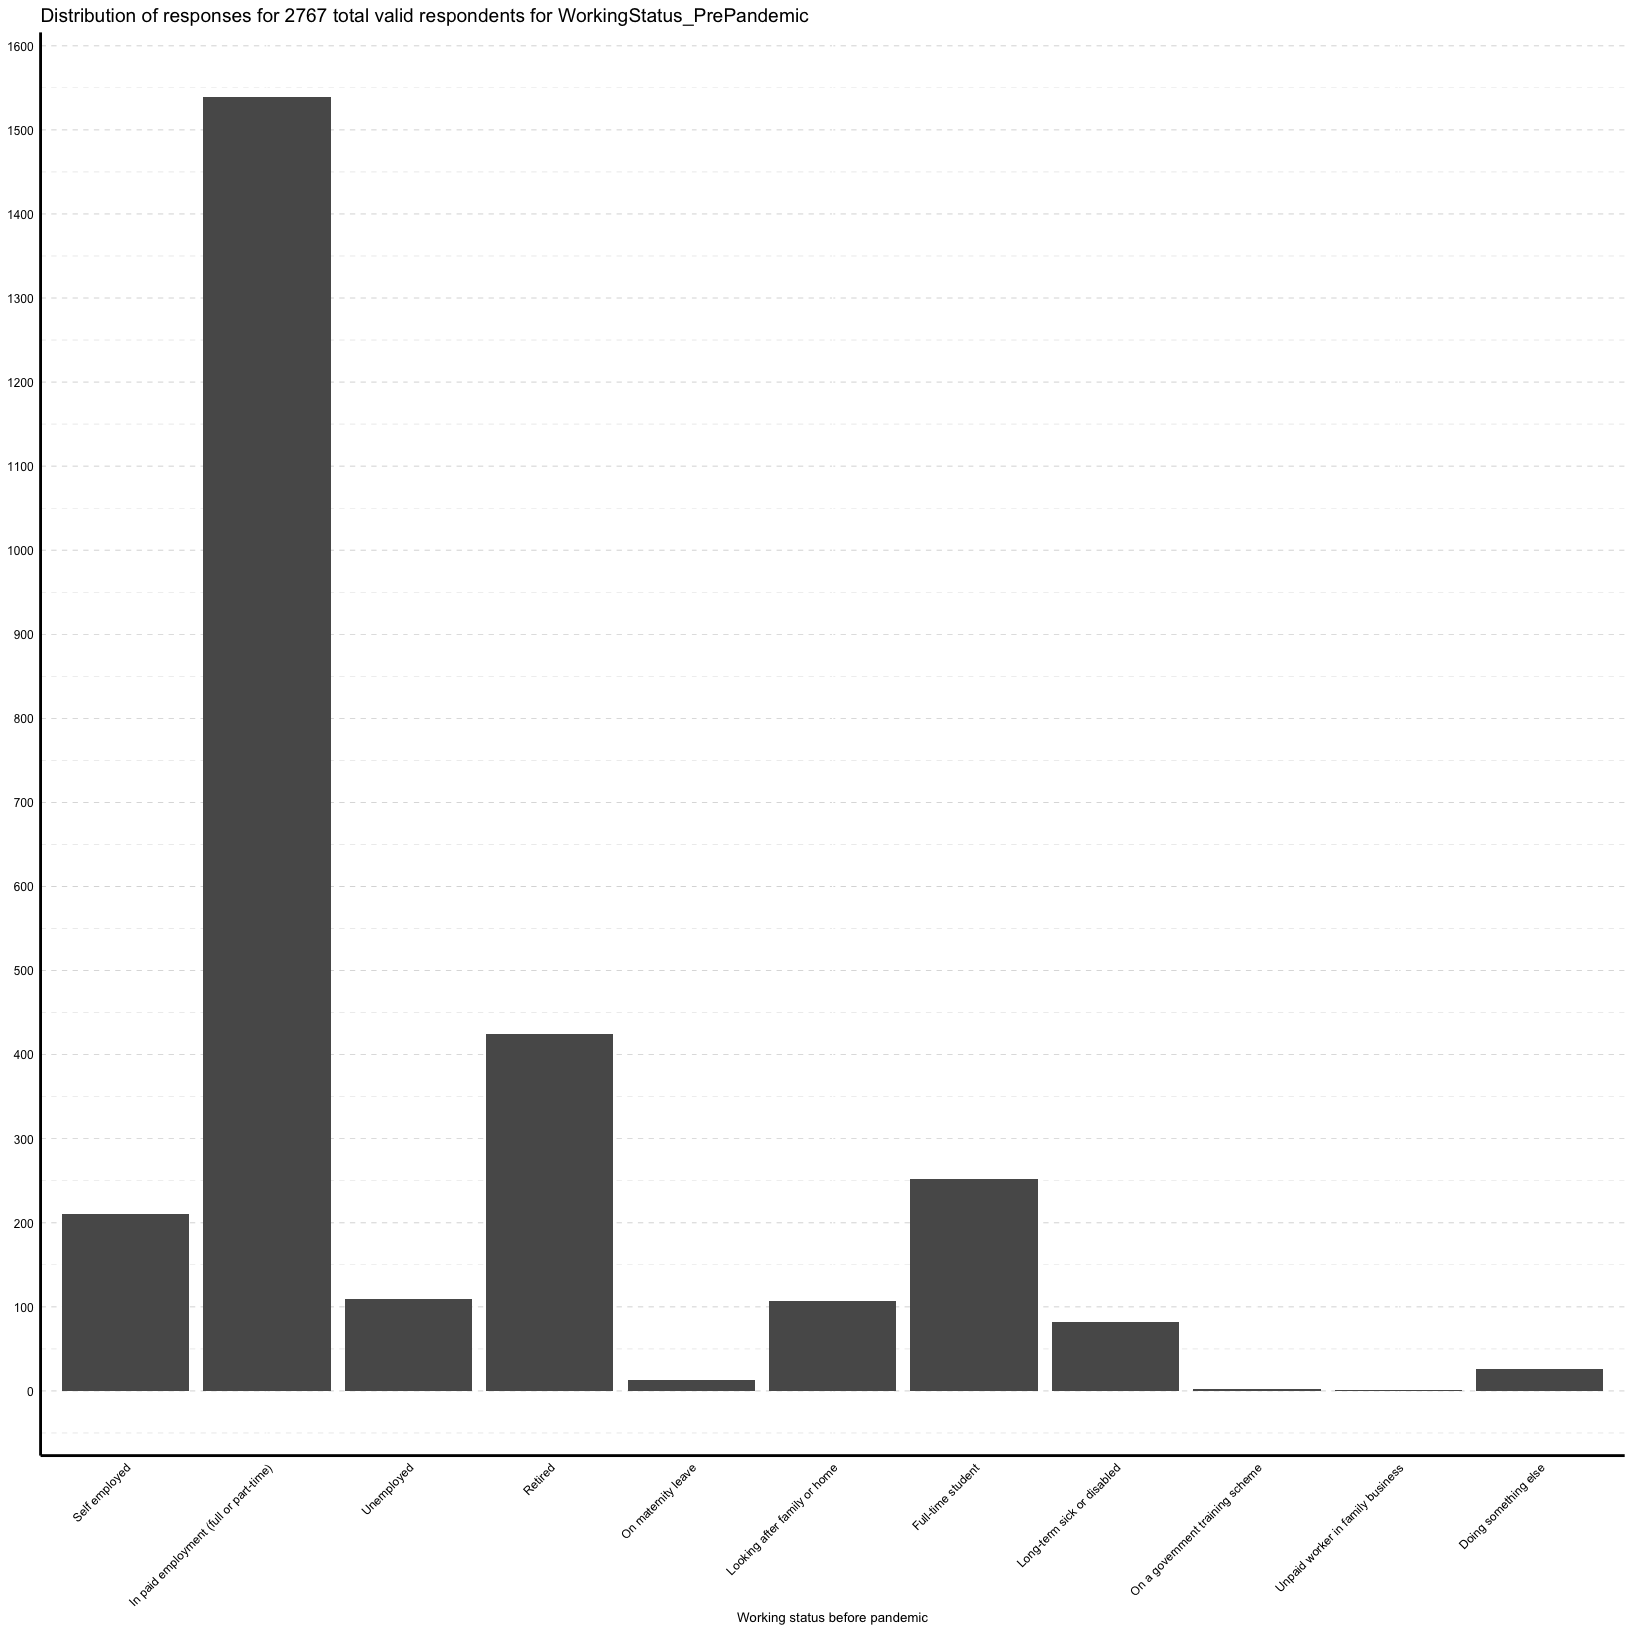 Distribution of responses for 2767 total valid respondents for WorkingStatus_PrePandemic
1600
1500
1400
1300
1200
1100
1000
900
800
700
600
500
400
300
200
100
0
Self employed
In paid employment (full or part-time)
Unemployed
Retired
On maternity leave
Looking after family or home
Full-time student
Long-term sick or disabled
On a government training scheme
Unpaid worker in family business
Doing something else
Working status before pandemic